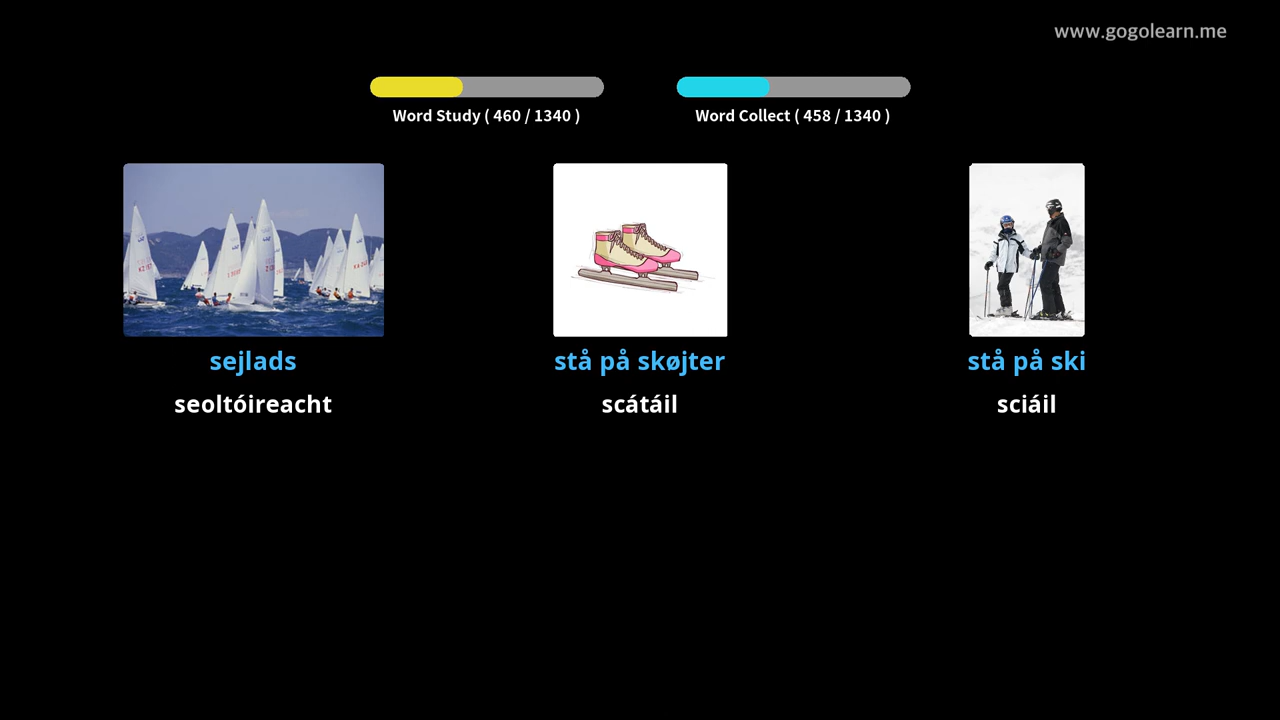 www.gogolearn.me
Word Study ( 460 / 1340 )
Word Collect ( 458 / 1340 )
sejlads
stå på skøjter
stå på ski
seoltóireacht
scátáil
sciáil